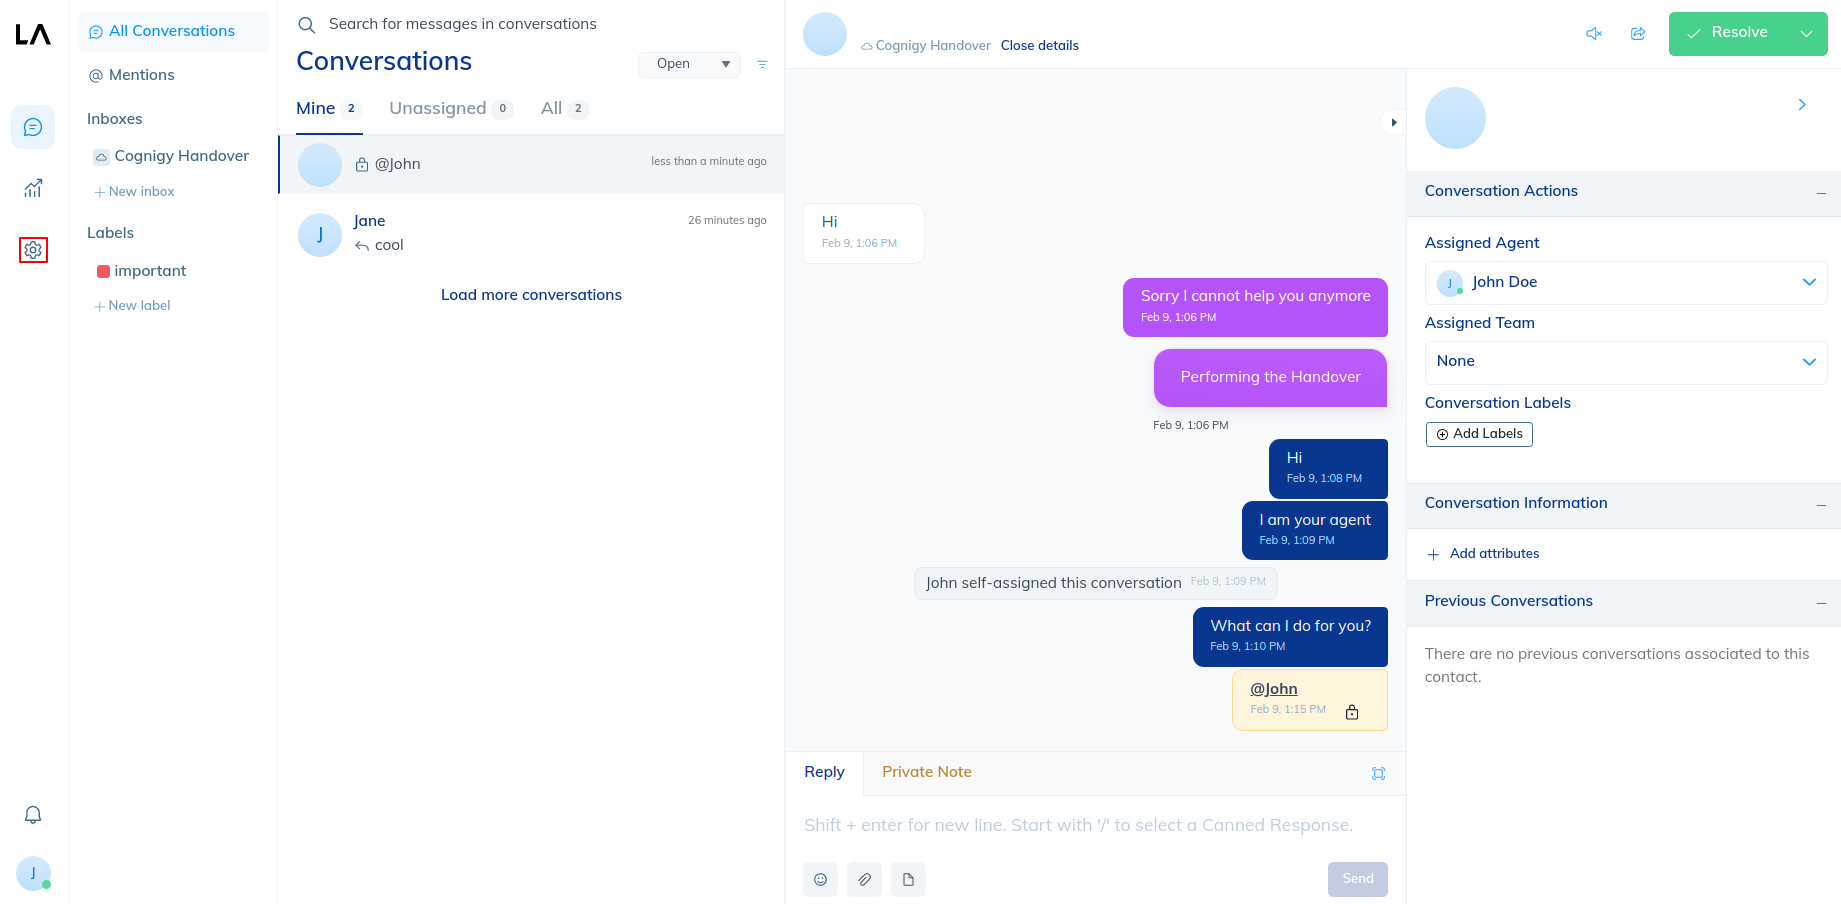 LA
All Conversations
Mentions
Inboxes
Cognigy Handover
New inbox
Labels
important
New label
J
Search for messages in conversations
Conversations
Open
Mine 2
Unassigned 0
All 2
@John
less than a minute ago
J
Jane
26 minutes ago
cool
Load more conversations
Cognigy Handover Close details
Resolve
Hi
Feb 9, 1:06 PM
Sorry I cannot help you anymore
Feb 9, 1:06 PM
Performing the Handover
Feb 9, 1:06 PM
Hi
Feb 9, 1:08 PM
I am your agent
Feb 9, 1:09 PM
John self-assigned this conversation Feb 9, 1:09 PM
What can I do for you?
Feb 9, 1:10 PM
@John
Feb 9, 1:15 PM
Reply
Private Note
Shift + enter for new line. Start with '/' to select a Canned Response.
Send
Conversation Actions
Assigned Agent
J John Doe
Assigned Team
None
Conversation Labels
Add Labels
Conversation Information
Add attributes
Previous Conversations
There are no previous conversations associated to this
contact.